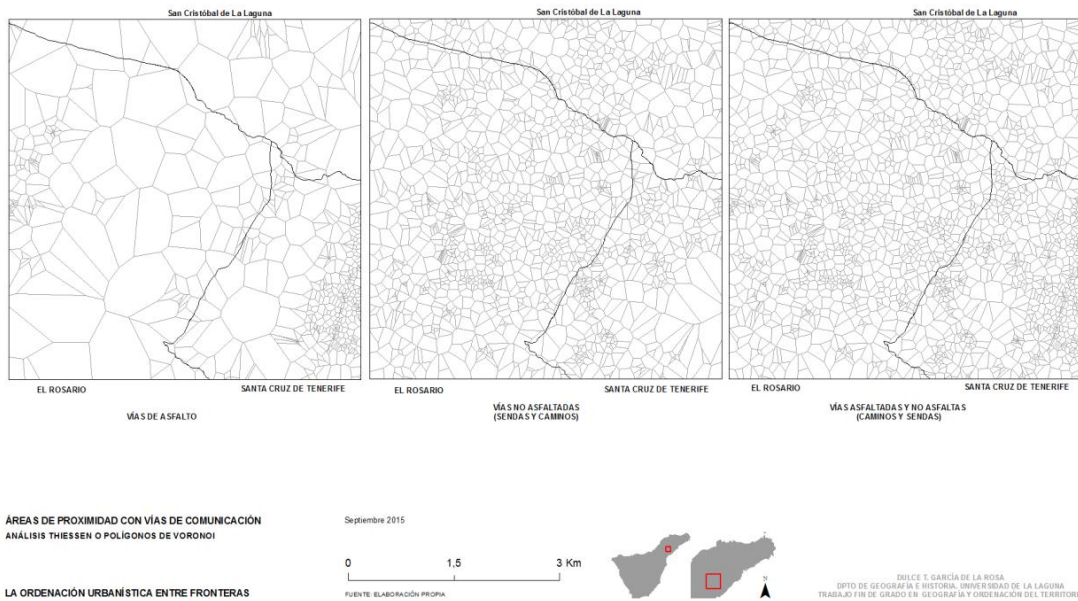 San Cristóbal de La Laguna
San Cristóbal de La Laguna
San Cristóbal de La Laguna
EL ROSARIO
SANTA CRUZ DE TENERIFE
EL ROSARIO
SANTA CRUZ DE TENERIFE
EL ROSARIO
SANTA CRUZ DE TENERIFE
VÍAS DE ASFALTO
VÍAS NO ASFALTADAS
(SENDAS Y CAMINOS)
VÍAS ASFALTADAS Y NO ASFALTAS
(CAMINOS Y SENDAS)
ÁREAS DE PROXIMIDAD CON VÍAS DE COMUNICACIÓN
ANÁLISIS THIESSEN O POLÍGONOS DE VORONOI
LA ORDENACIÓN URBANÍSTICA ENTRE FRONTERAS
Septiembre 2015
0 1,5 3 Km
FUENTE: ELABORACIÓN PROPIA
N
DULCE T. GARCÍA DE LA ROSA
DPTO DE GEOGRAFÍA E HISTORIA. UNIVERSIDAD DE LA LAGUNA
TRABAJO FIN DE GRADO EN GEOGRAFÍA Y ORDENACIÓN DEL TERRITORI